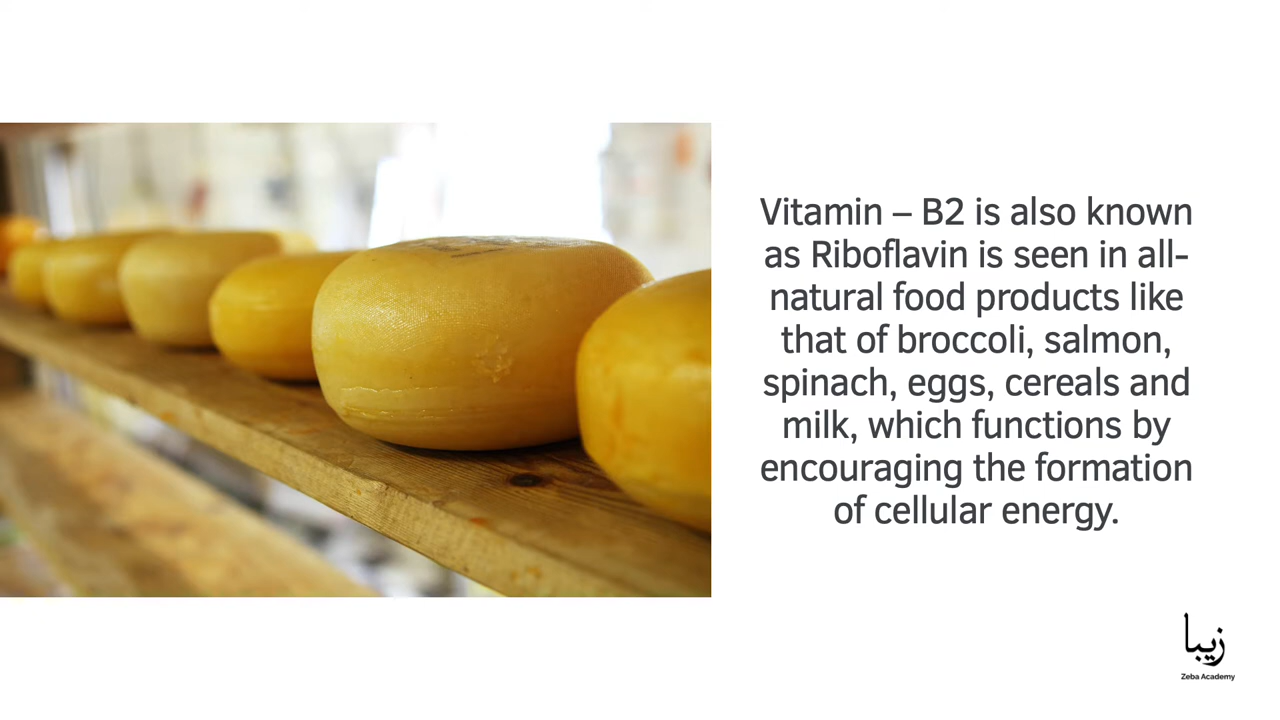 Vitamin – B2 is also known
as Riboflavin is seen in all-
natural food products like
that of broccoli, salmon,
spinach, eggs, cereals and
milk, which functions by
encouraging the formation
of cellular energy.
زيبا
Zeba Academy